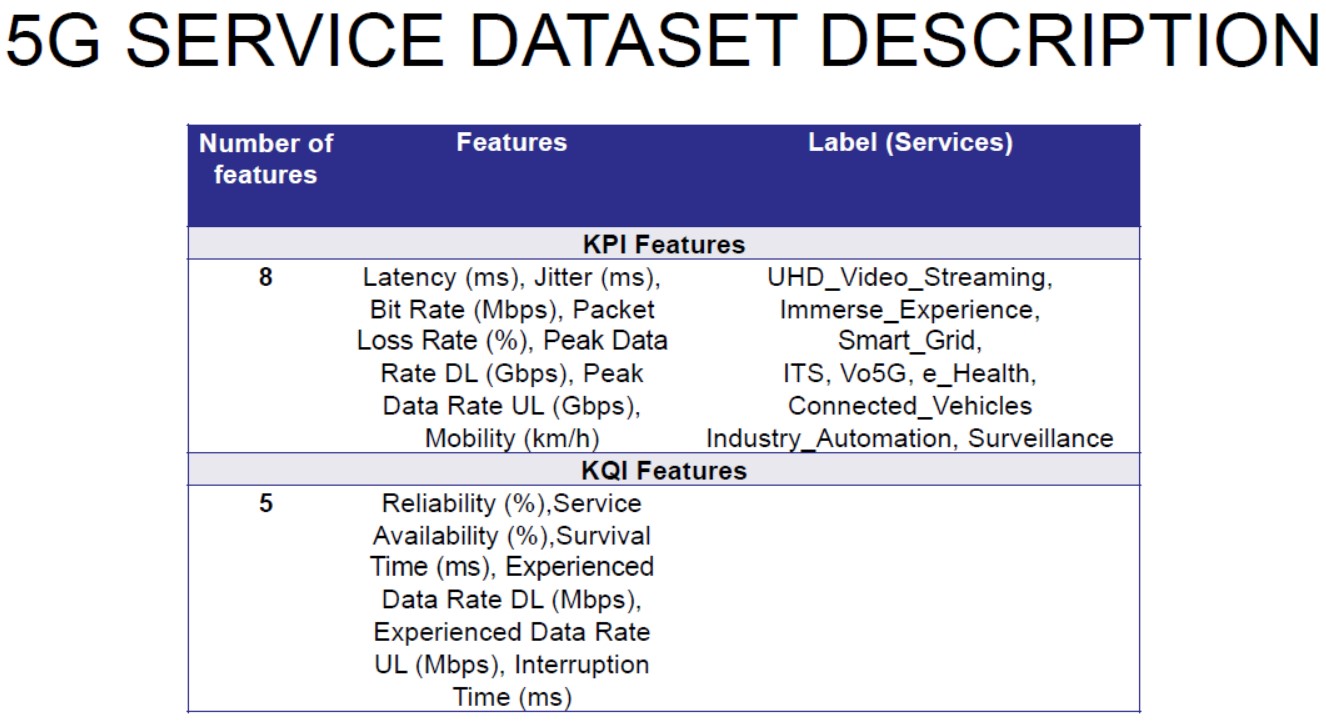 5G SERVICE DATASET DESCRIPTION
Number of features
Features
Label (Services)
KPI Features
8
Latency (ms), Jitter (ms),
Bit Rate (Mbps), Packet
Loss Rate (%), Peak Data
Rate DL (Gbps), Peak
Data Rate UL (Gbps),
Mobility (km/h)
UHD_Video_Streaming,
Immerse_Experience,
Smart_Grid,
ITS, Vo5G, e_Health,
Connected_Vehicles
Industry_Automation, Surveillance
KQI Features
5
Reliability (%),Service
Availability (%),Survival
Time (ms), Experienced
Data Rate DL (Mbps),
Experienced Data Rate
UL (Mbps), Interruption
Time (ms)